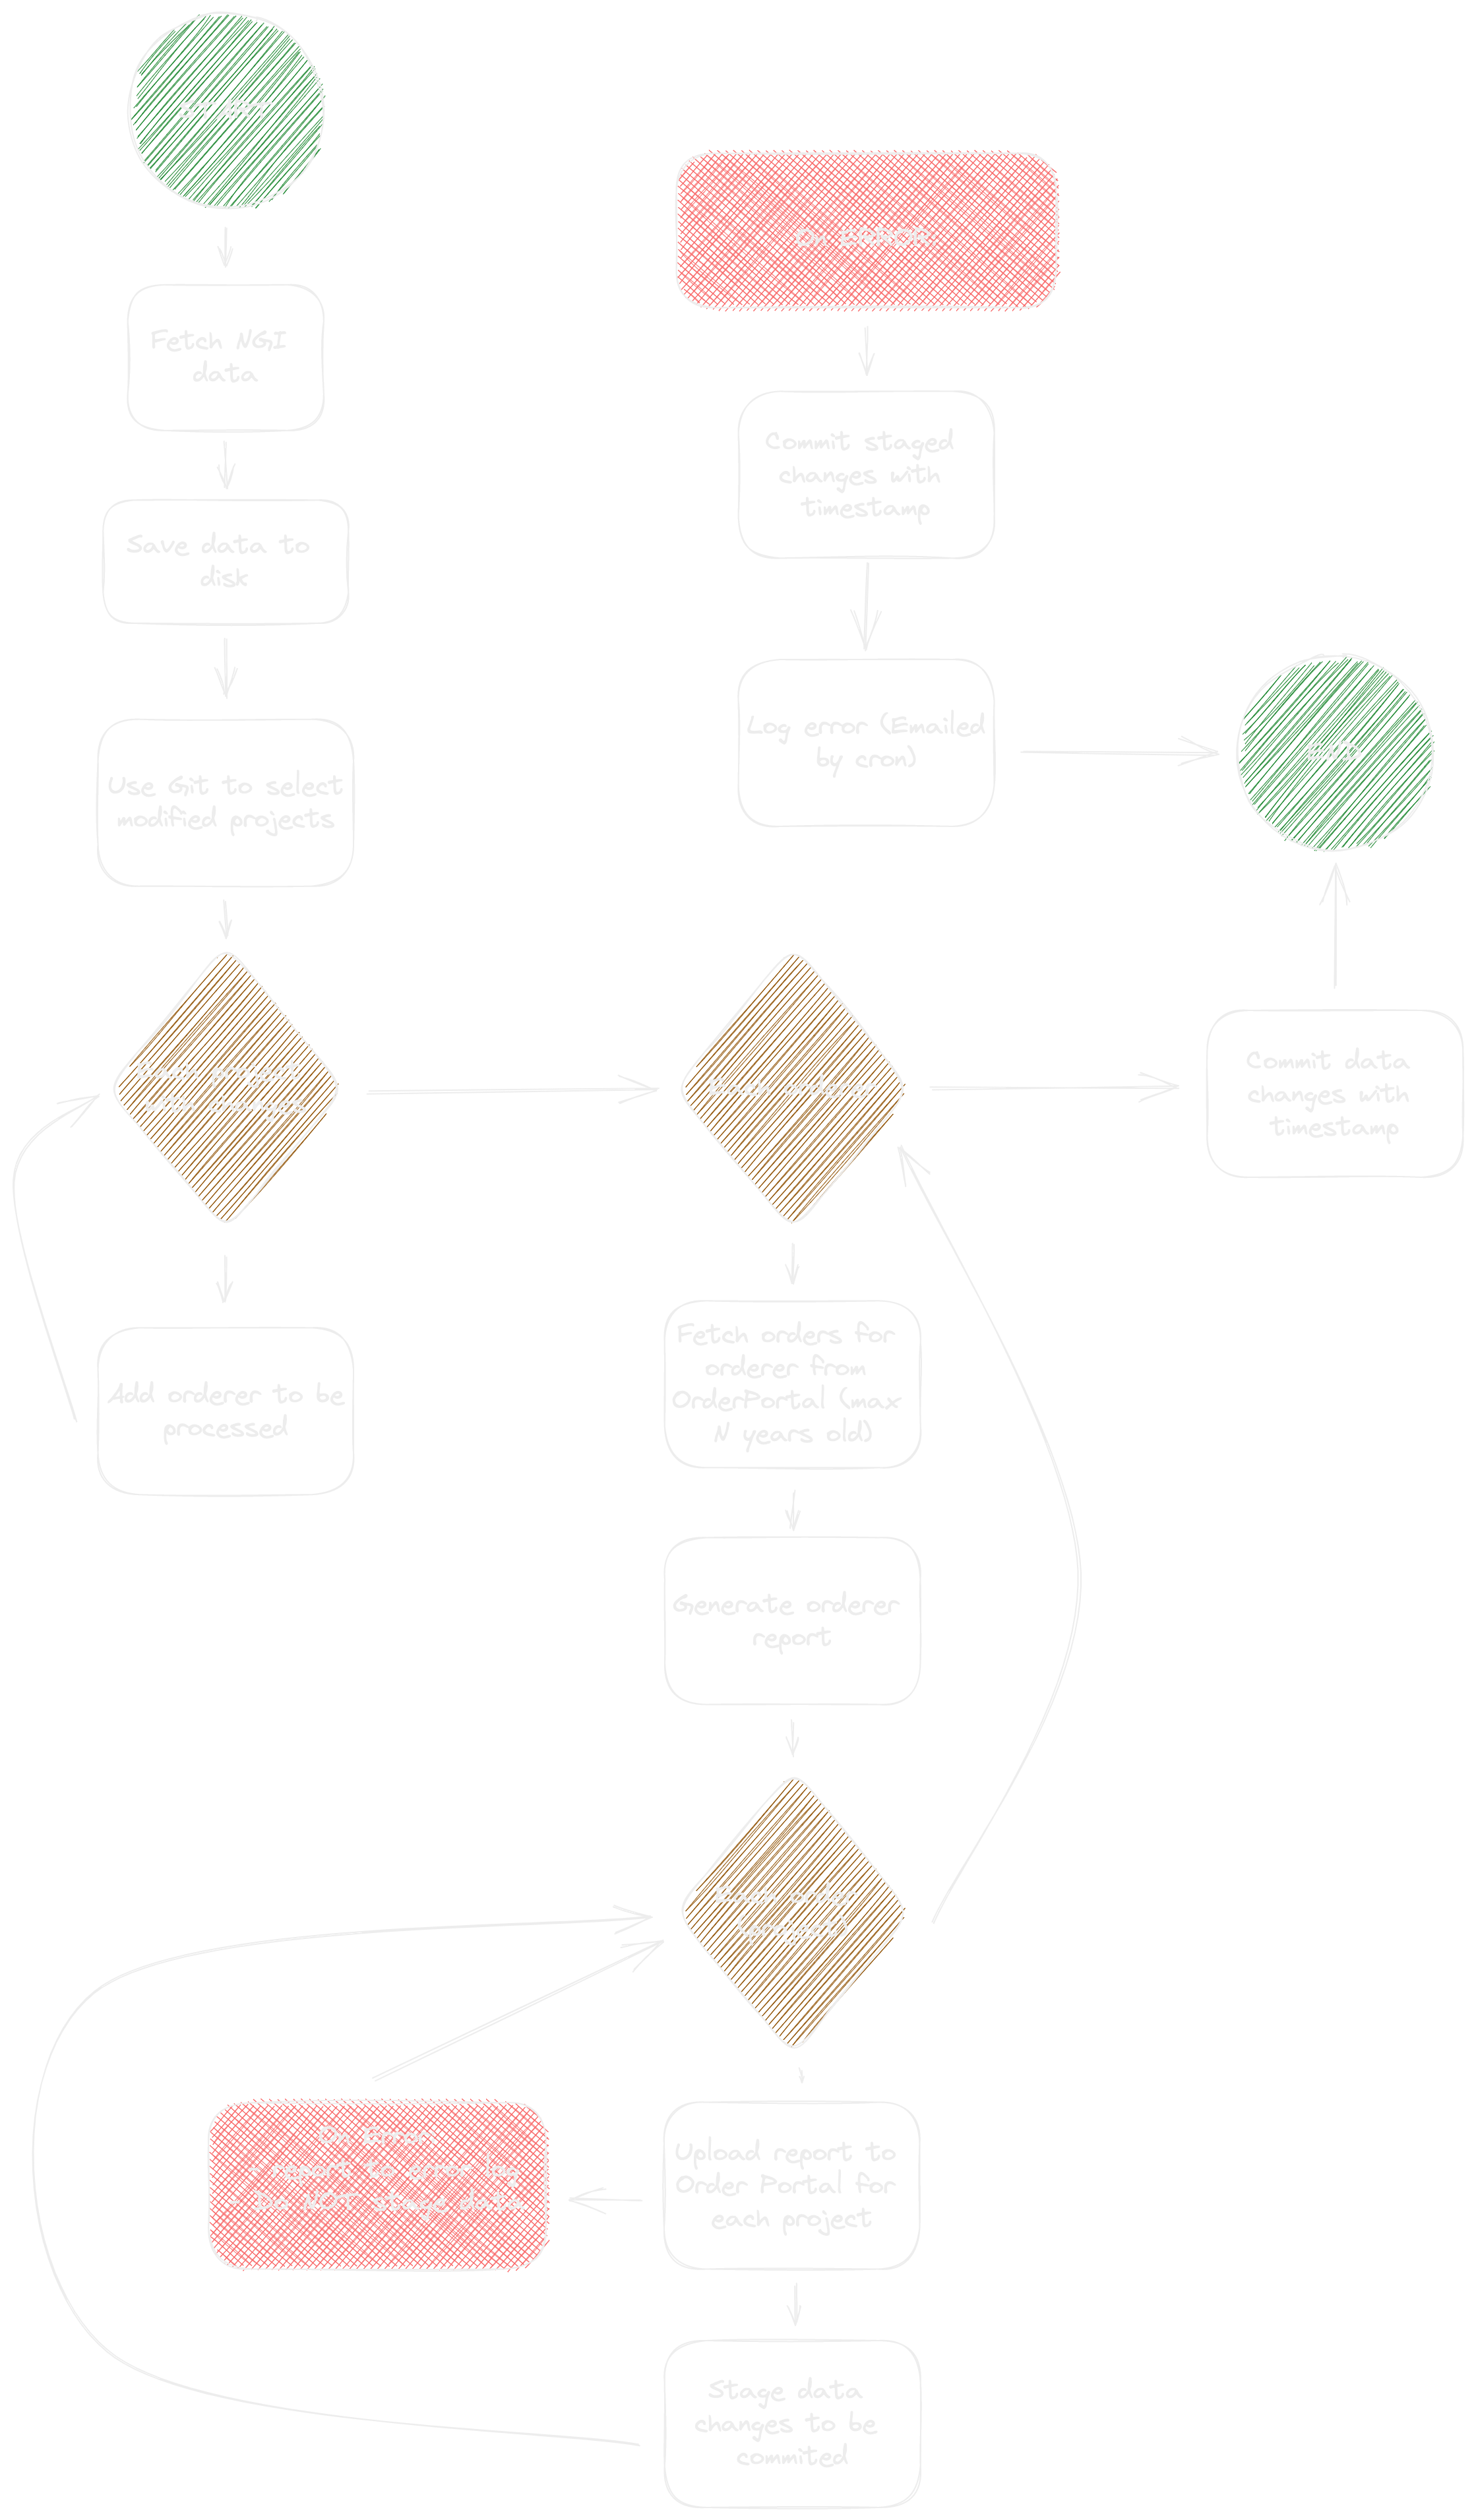 START
Fetch NGI
data
Save data to
disk
Use Git to select
modified projects
Each project
with changes
Add orderer to be
processed
On ERROR
Commit staged
changes with
timestamp
Log error (Emailed
by cron)
END
Each orderer
Commit data
changes with
timestamp
Fetch orders for
orderer from
OrderPortal (max
N years old)
Generate orderer
report
Each order
(project)
Upload report to
Order Portal for
each project
On Error
- report to error log
- Do NOT stage data
Stage data
changes to be
commited